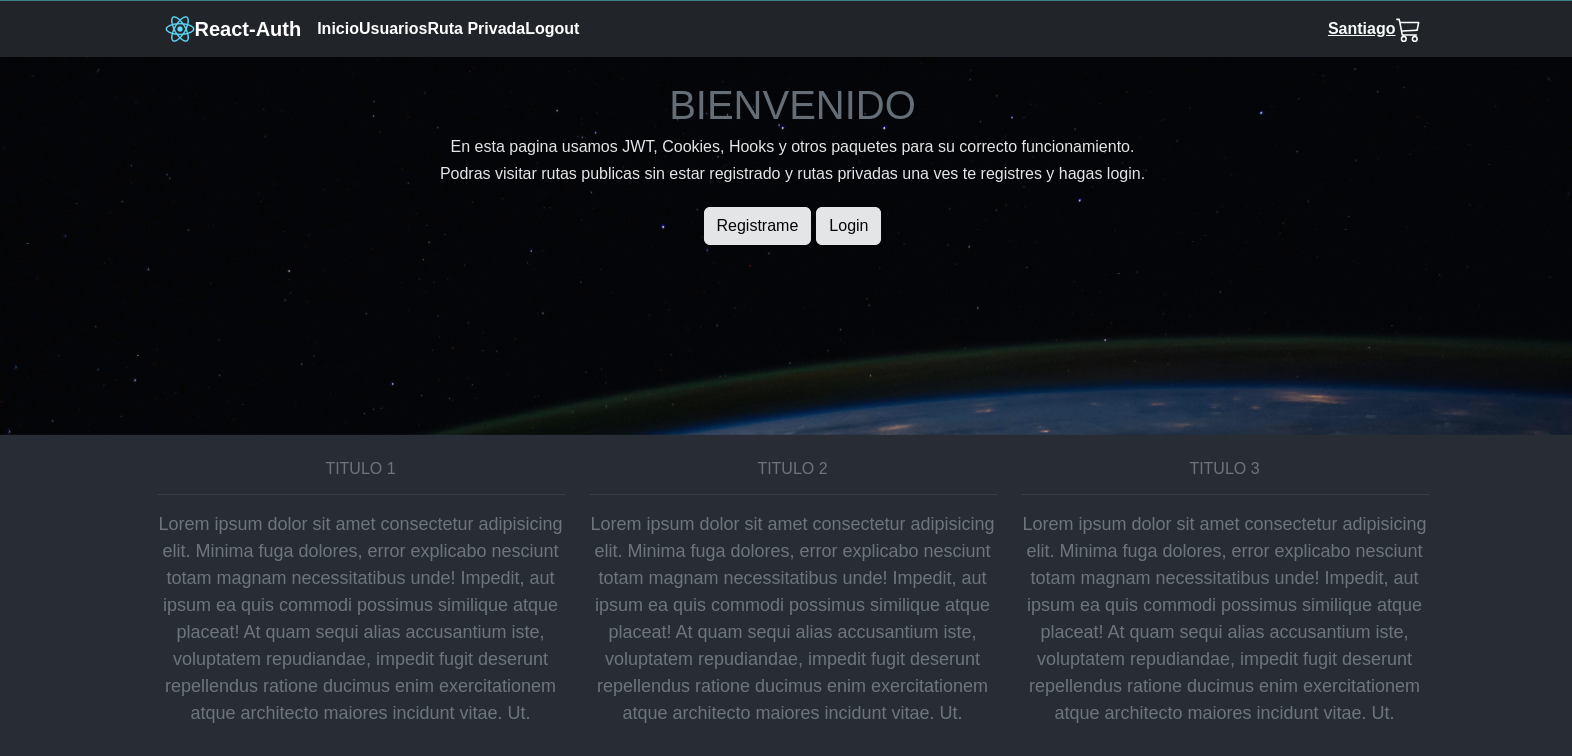 React-Auth Inicio Usuarios Ruta Privada Logout Santiago
BIENVENIDO
En esta pagina usamos JWT, Cookies, Hooks y otros paquetes para su correcto funcionamiento.
Podras visitar rutas publicas sin estar registrado y rutas privadas una ves te registres y hagas login.
Registrame Login
TITULO 1
Lorem ipsum dolor sit amet consectetur adipisicing
elit. Minima fuga dolores, error explicabo nesciunt
totam magnam necessitatibus unde! Impedit, aut
ipsum ea quis commodi possimus similique atque
placeat! At quam sequi alias accusantium iste,
voluptatem repudiandae, impedit fugit deserunt
repellendus ratione ducimus enim exercitationem
atque architecto maiores incidunt vitae. Ut.
TITULO 2
Lorem ipsum dolor sit amet consectetur adipisicing
elit. Minima fuga dolores, error explicabo nesciunt
totam magnam necessitatibus unde! Impedit, aut
ipsum ea quis commodi possimus similique atque
placeat! At quam sequi alias accusantium iste,
voluptatem repudiandae, impedit fugit deserunt
repellendus ratione ducimus enim exercitationem
atque architecto maiores incidunt vitae. Ut.
TITULO 3
Lorem ipsum dolor sit amet consectetur adipisicing
elit. Minima fuga dolores, error explicabo nesciunt
totam magnam necessitatibus unde! Impedit, aut
ipsum ea quis commodi possimus similique atque
placeat! At quam sequi alias accusantium iste,
voluptatem repudiandae, impedit fugit deserunt
repellendus ratione ducimus enim exercitationem
atque architecto maiores incidunt vitae. Ut.